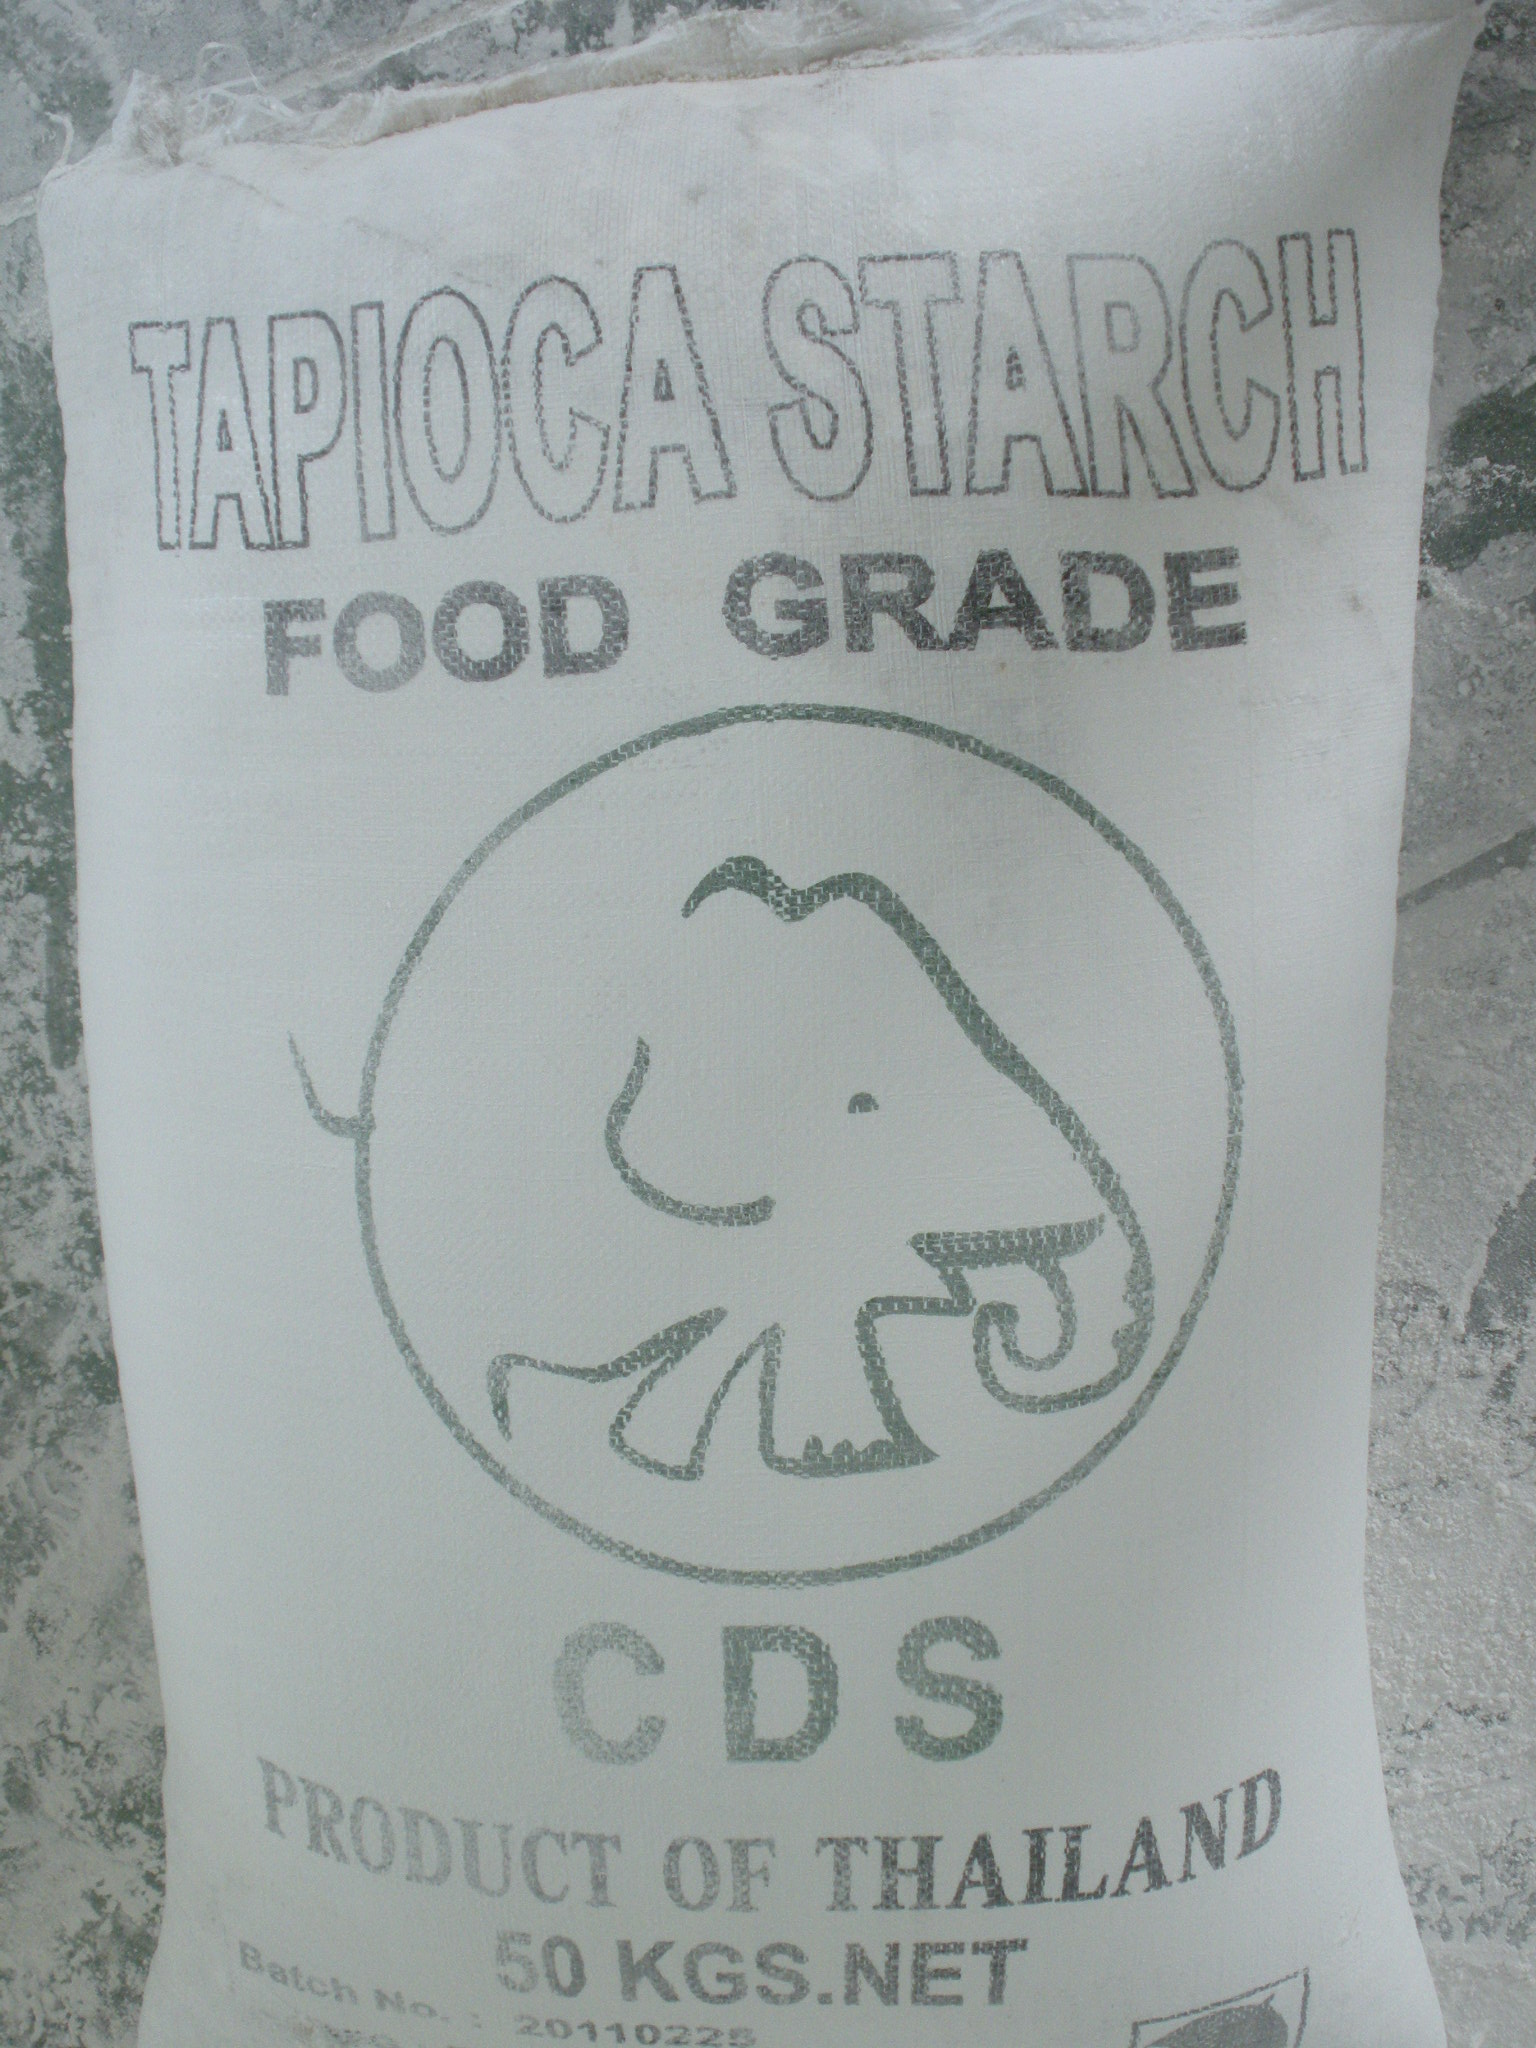 TAPIOCA STARCH
FOOD GRADE
CDS
PRODUCT OF THAILAND
50 KGS.NET
Batch No. : 20110225